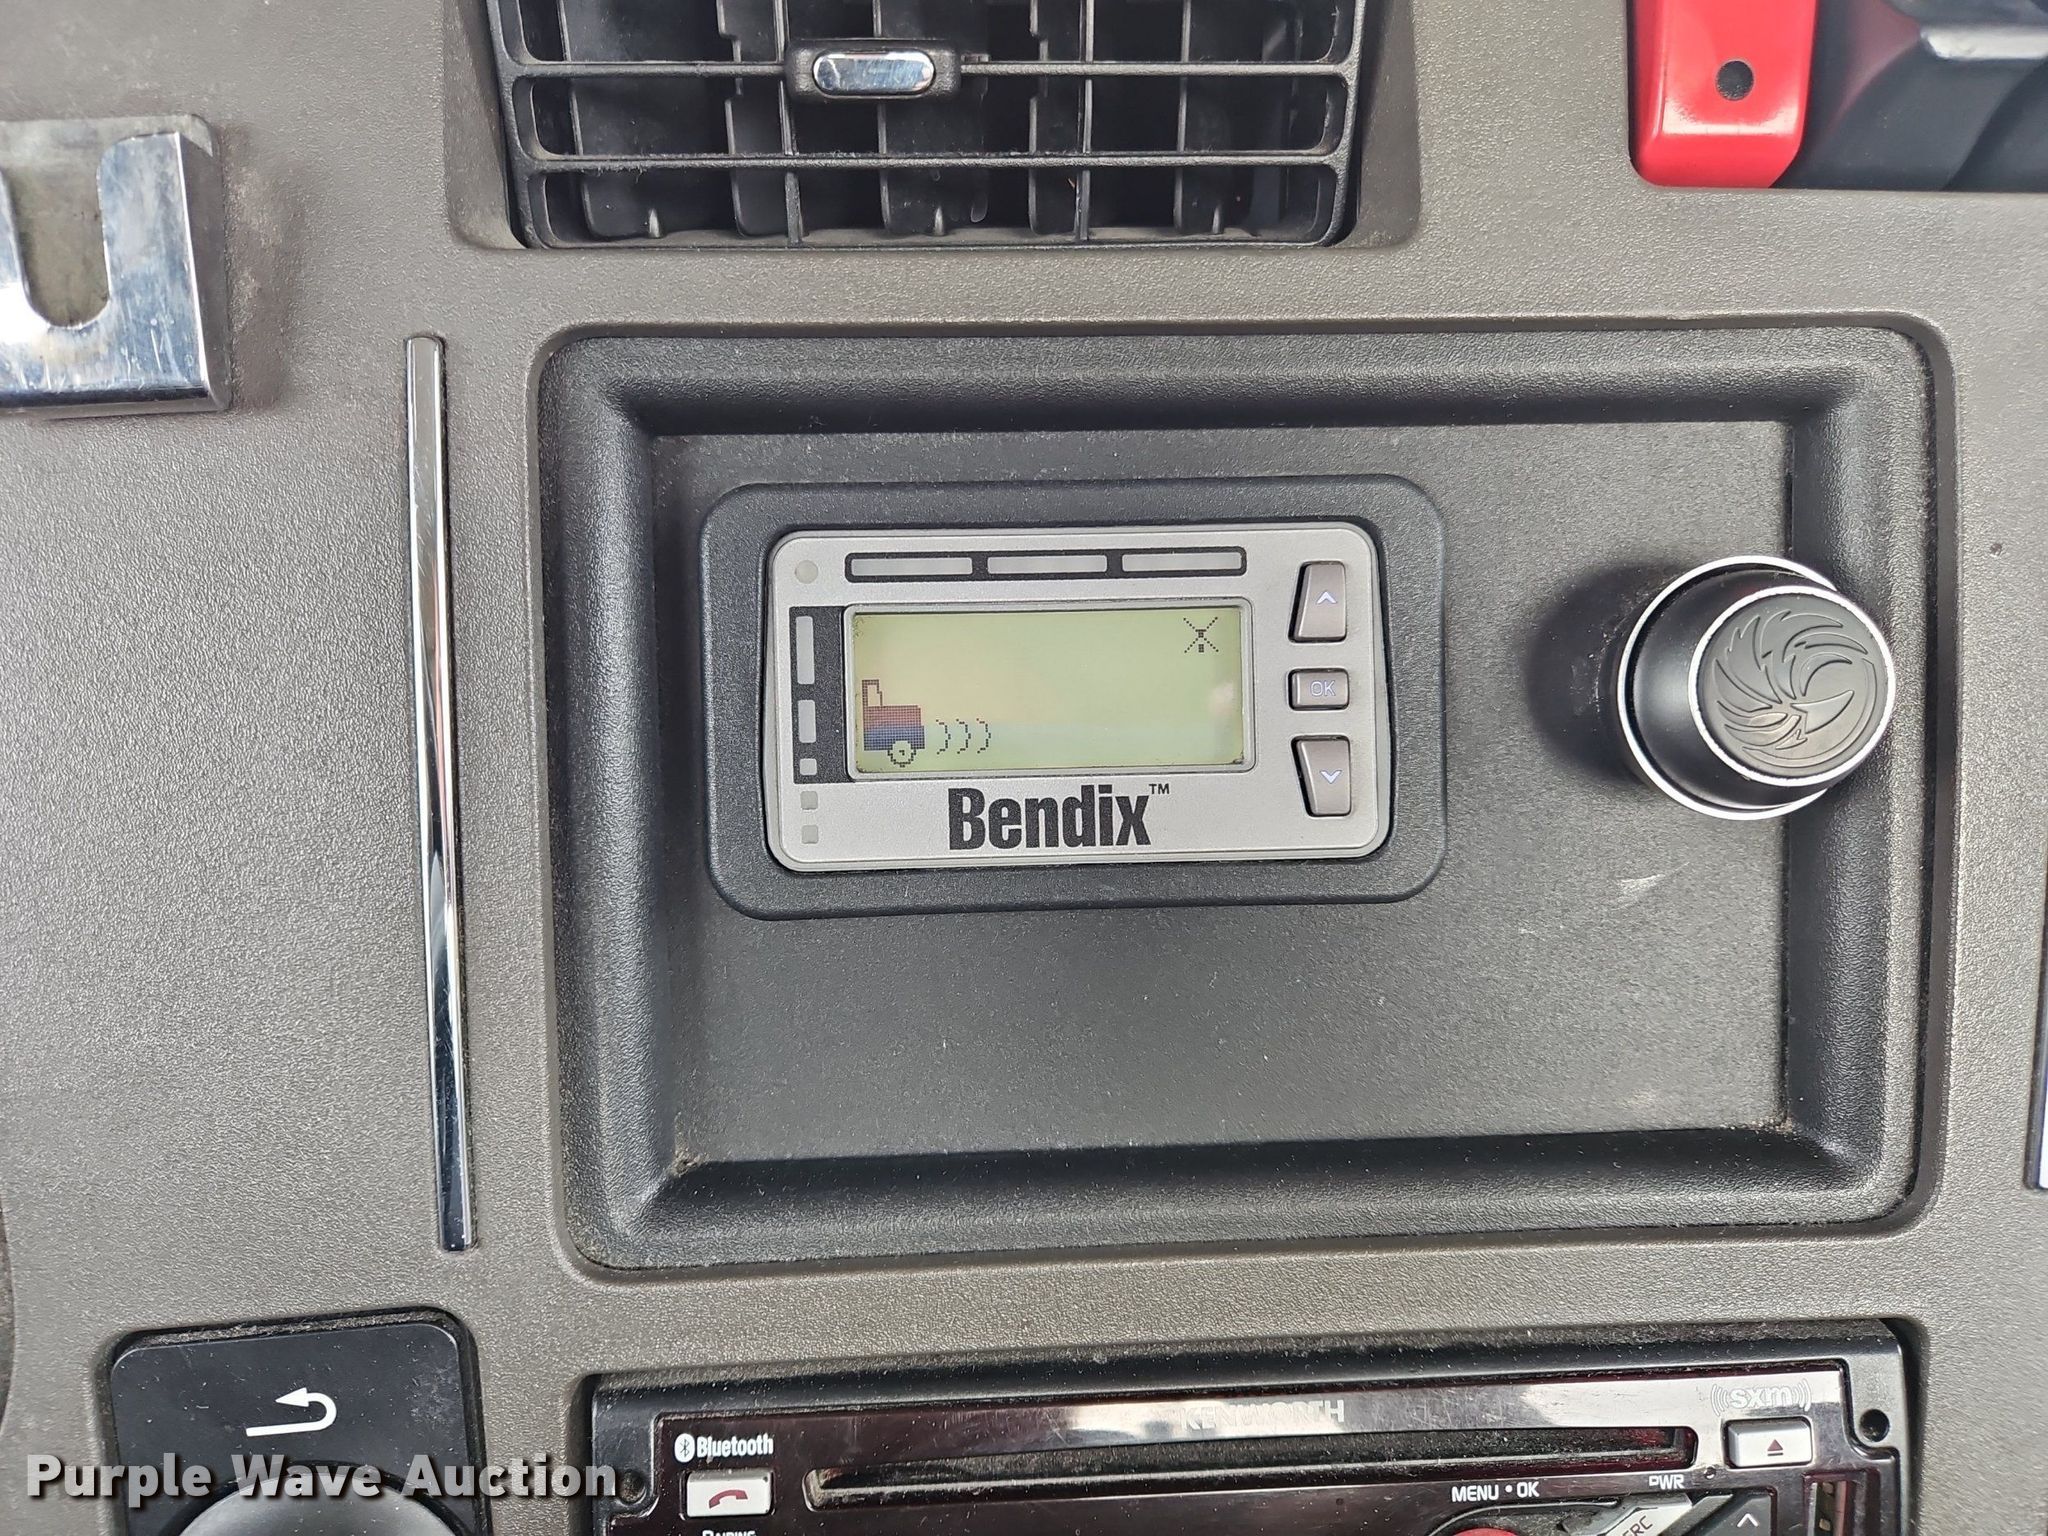 OK
Bendix™
KENWORTH
((sxm))
Bluetooth
MENU • OK
PWR
Purple Wave Auction